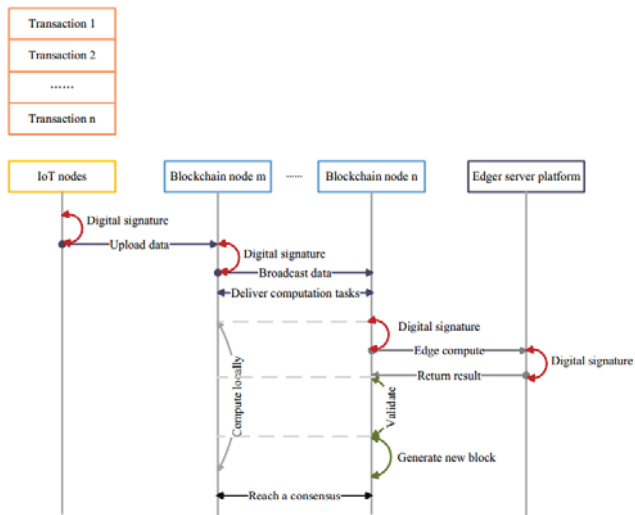 Transaction 1
Transaction 2
......
Transaction n
IoT nodes
Blockchain node m
......
Blockchain node n
Edger server platform
Digital signature
Upload data
Digital signature
Broadcast data
Deliver computation tasks
Digital signature
Edge compute
Digital signature
Return result
Compute locally
Validate
Generate new block
Reach a consensus